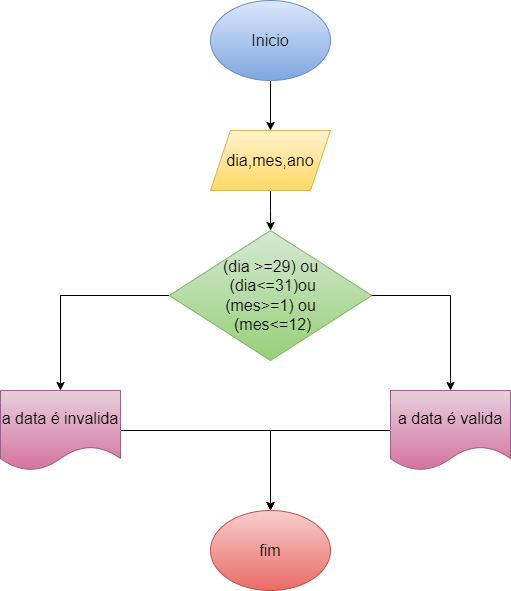 Inicio
dia,mes,ano
(dia >=29) ou
(dia<=31)ou
(mes>=1) ou
(mes<=12)
a data é invalida
a data é valida
fim